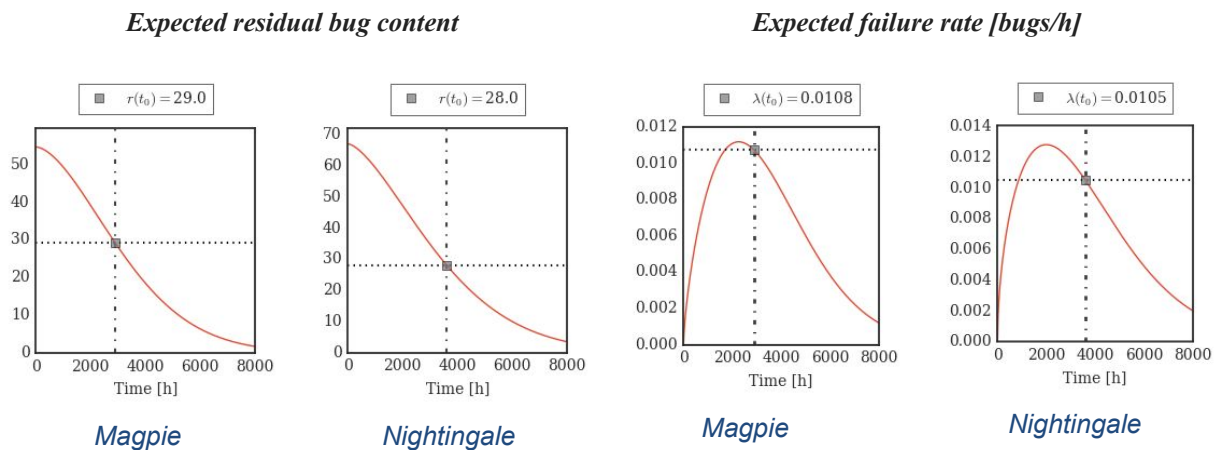 Expected residual bug content
Expected failure rate [bugs/h]
r(t₀) = 29.0
50
40
30
20
10
0
0 2000 4000 6000 8000
Time [h]
Magpie
r(t₀) = 28.0
70
60
50
40
30
20
10
0
0 2000 4000 6000 8000
Time [h]
Nightingale
λ(t₀) = 0.0108
0.012
0.010
0.008
0.006
0.004
0.002
0.000
0 2000 4000 6000 8000
Time [h]
Magpie
λ(t₀) = 0.0105
0.014
0.012
0.010
0.008
0.006
0.004
0.002
0.000
0 2000 4000 6000 8000
Time [h]
Nightingale